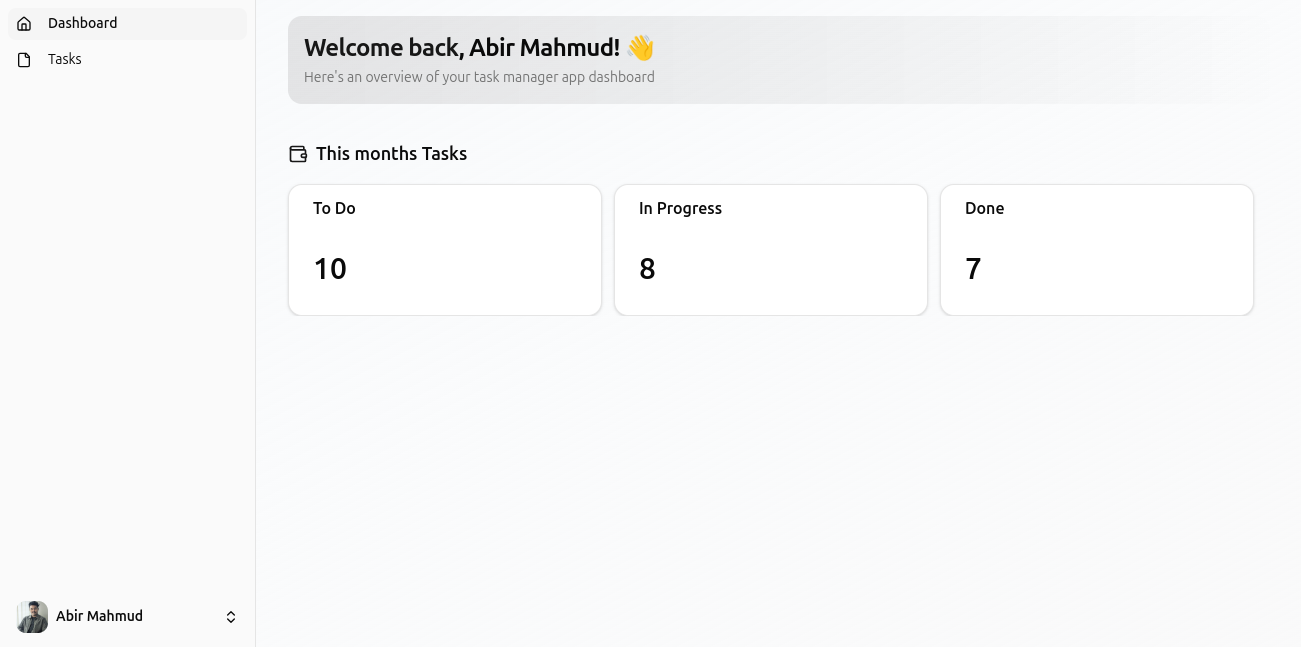 Dashboard
Tasks
Welcome back, Abir Mahmud! 👋
Here's an overview of your task manager app dashboard
This months Tasks
To Do
10
In Progress
8
Done
7
Abir Mahmud